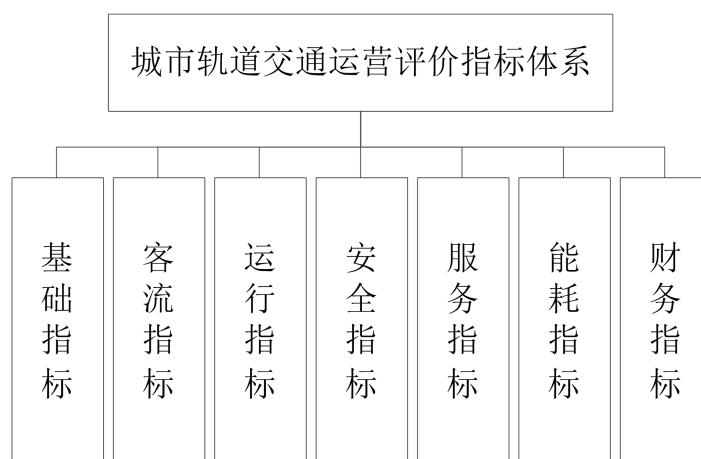 城市轨道交通运营评价指标体系
基础指标
客流指标
运行指标
安全指标
服务指标
能耗指标
财务指标